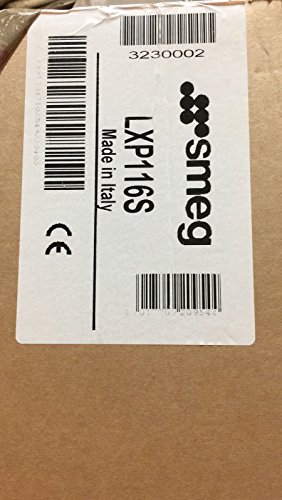 3230002
smeg
LXP116S
Made in Italy
CE